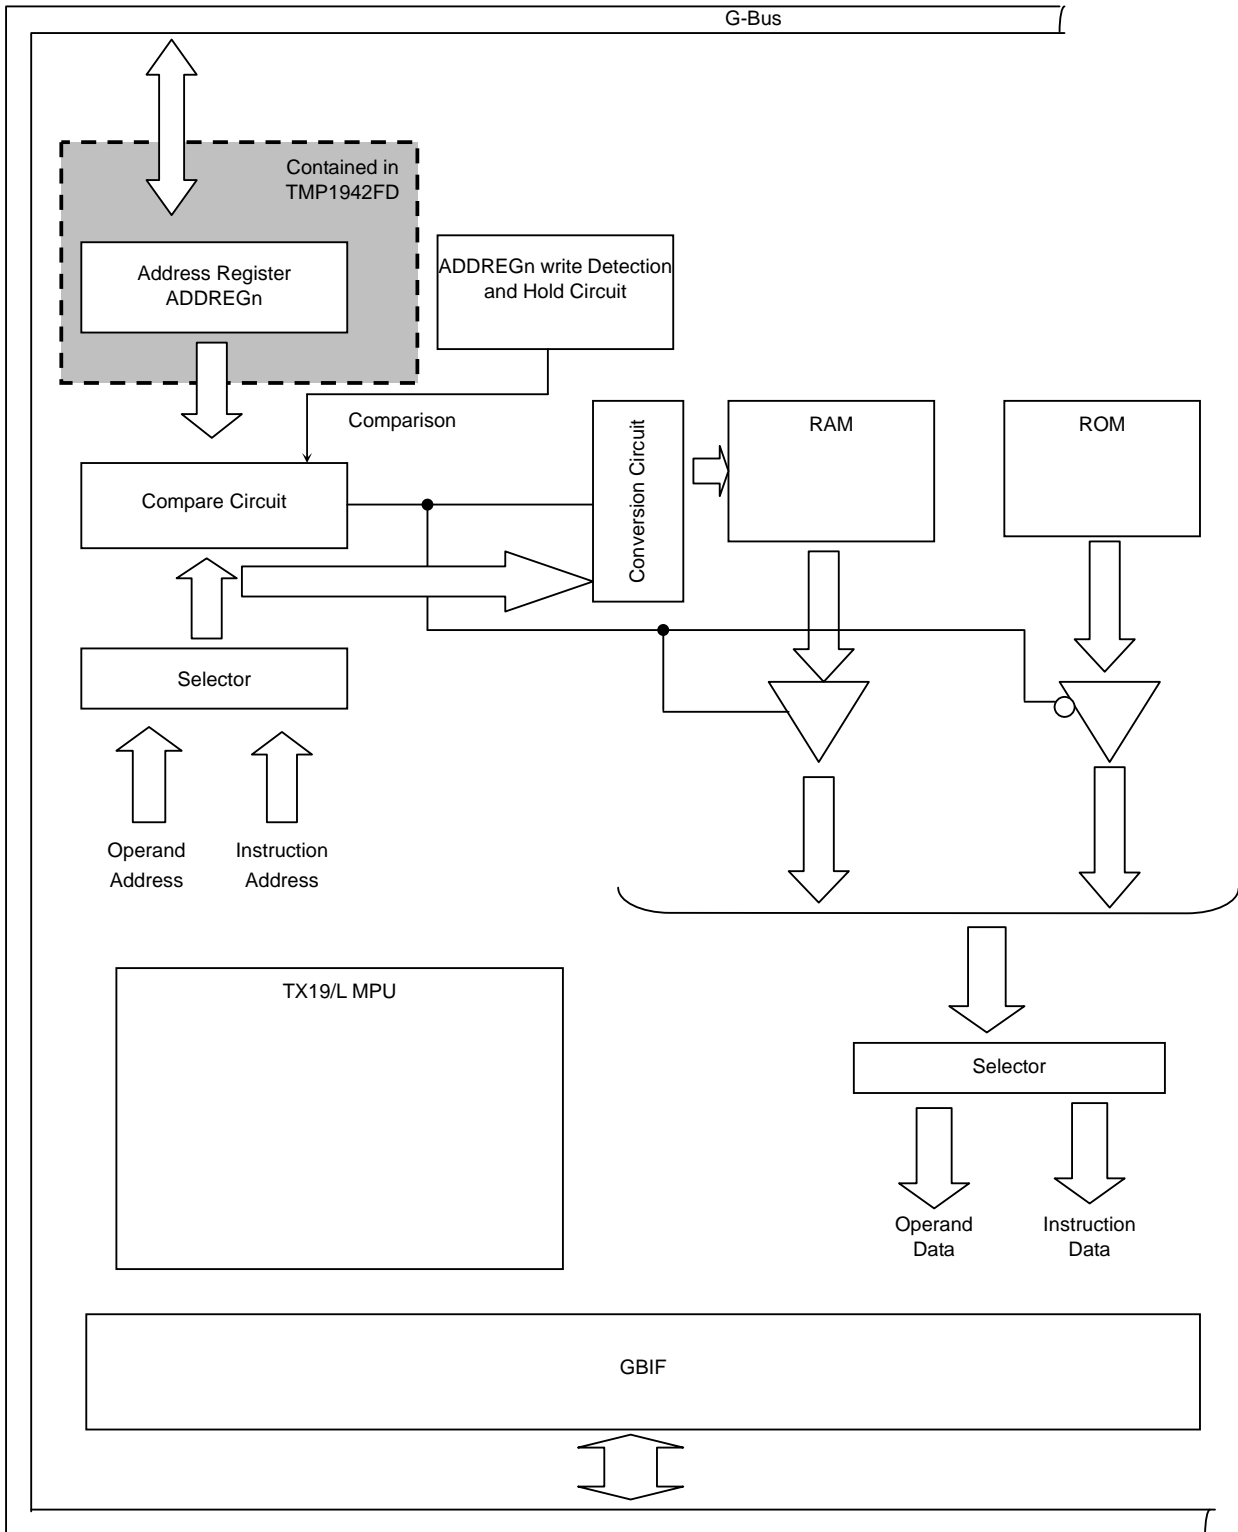 G-Bus
Contained in
TMP1942FD
Address Register
ADDREGn
ADDREGn write Detection
and Hold Circuit
Comparison
Compare Circuit
Conversion Circuit
RAM
ROM
Selector
Operand
Address
Instruction
Address
TX19/L MPU
Selector
Operand
Data
Instruction
Data
GBIF